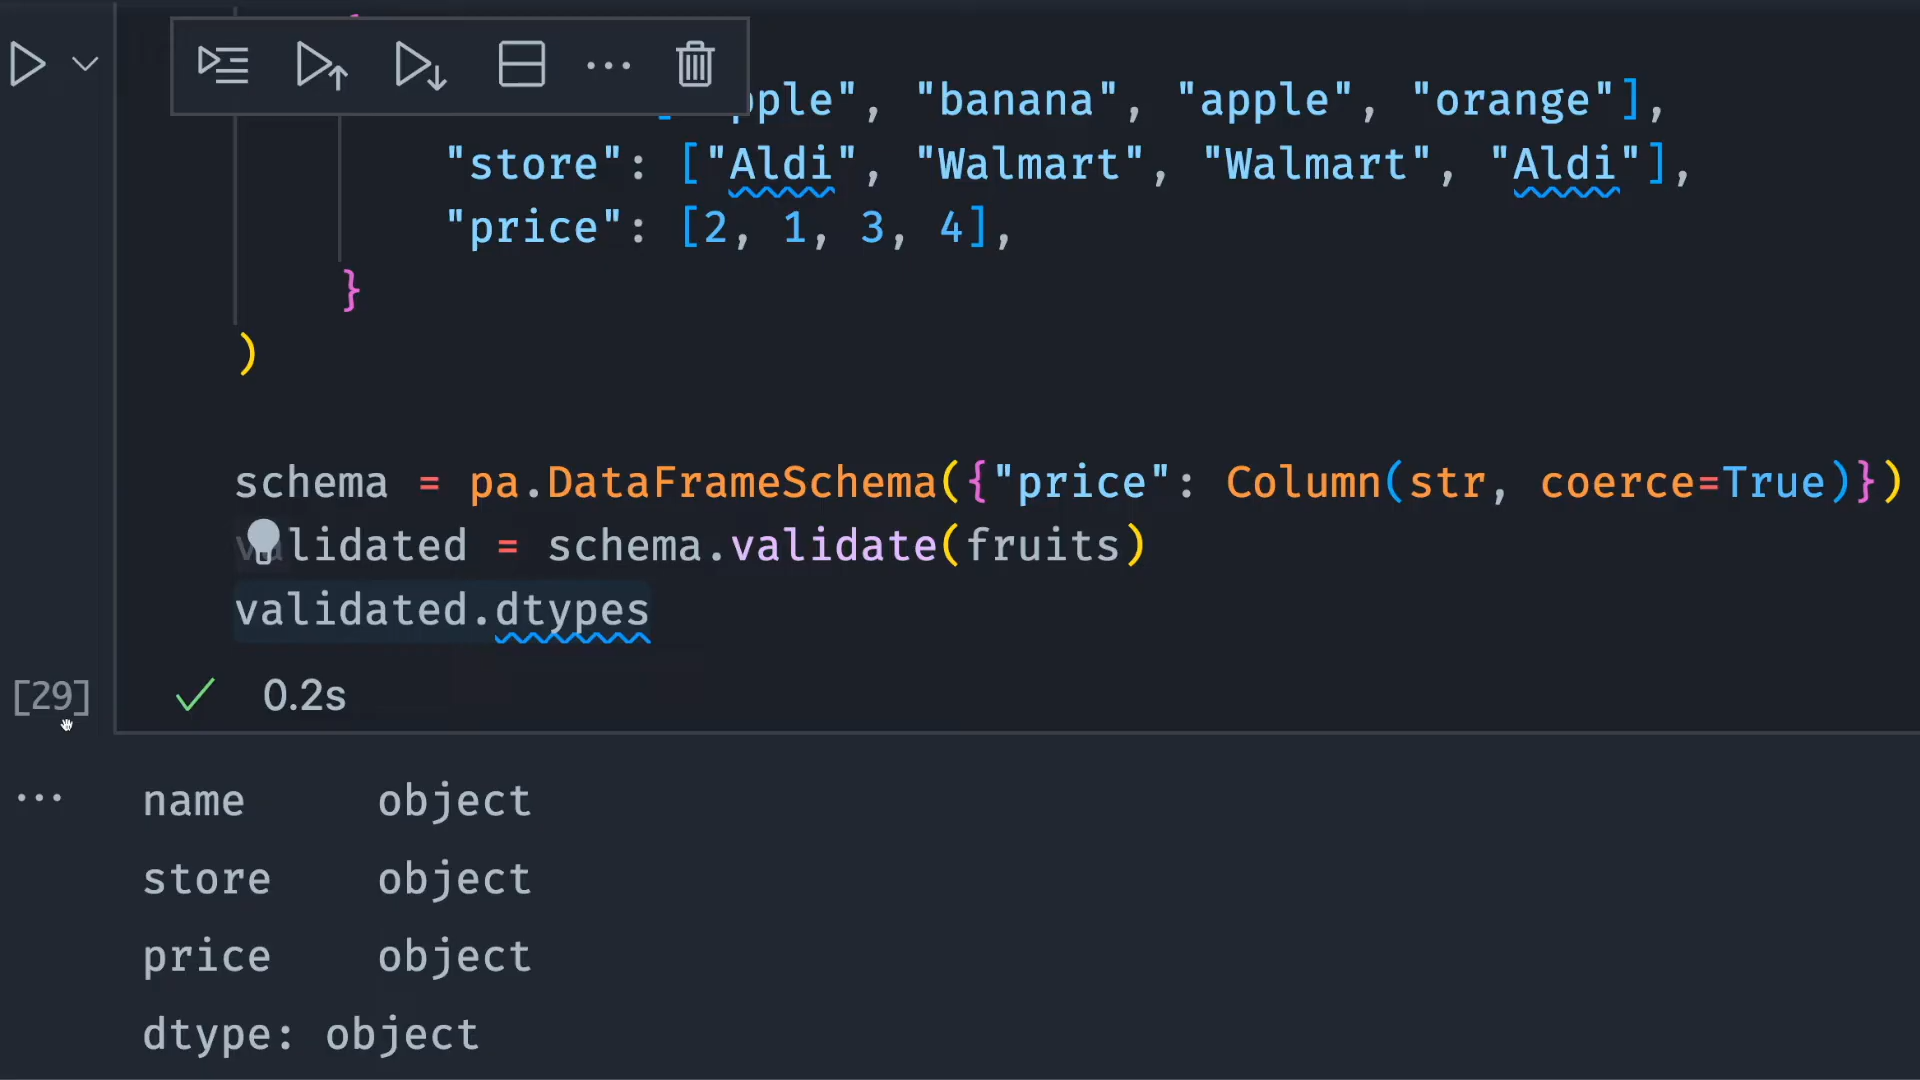 pple", "banana", "apple", "orange"],
"store": ["Aldi", "Walmart", "Walmart", "Aldi"],
"price": [2, 1, 3, 4],
}
)
schema = pa.DataFrameSchema({"price": Column(str, coerce=True)})
validated = schema.validate(fruits)
validated.dtypes
[29] 0.2s
name object
store object
price object
dtype: object